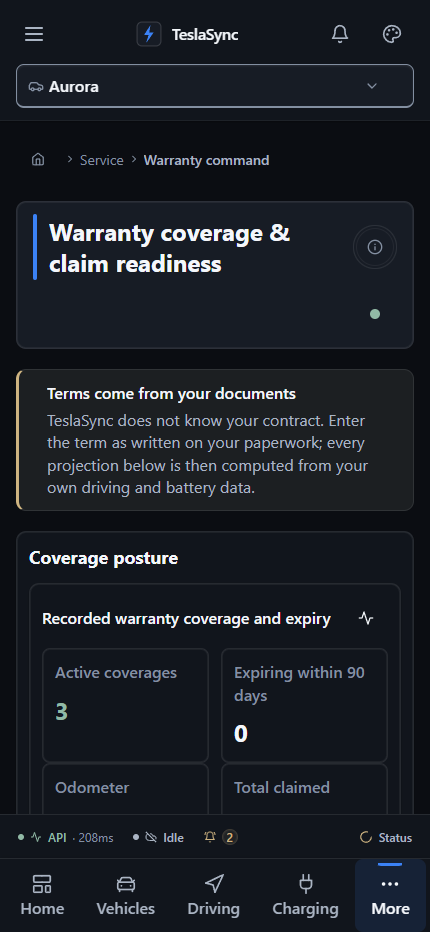 TeslaSync
Aurora
Service
Warranty command
Warranty coverage &
claim readiness
Terms come from your documents
TeslaSync does not know your contract. Enter
the term as written on your paperwork; every
projection below is then computed from your
own driving and battery data.
Coverage posture
Recorded warranty coverage and expiry
Active coverages
3
Expiring within 90
days
0
Odometer
Total claimed
API · 208ms
Idle
2
Status
Home
Vehicles
Driving
Charging
More